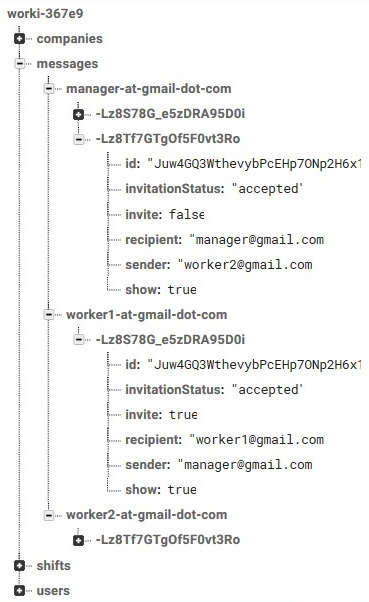 worki-367e9
companies
messages
manager-at-gmail-dot-com
-Lz8S78G_e5zDRA95D0i
-Lz8Tf7GTgOf5F0vt3Ro
id: "Juw4GQ3WthevybPcEHp7ONp2H6x1
invitationStatus: "accepted'
invite: false
recipient: "manager@gmail.com
sender: "worker2@gmail.com
show: true
worker1-at-gmail-dot-com
-Lz8S78G_e5zDRA95D0i
id: "Juw4GQ3WthevybPcEHp7ONp2H6x1
invitationStatus: "accepted'
invite: true
recipient: "worker1@gmail.com
sender: "manager@gmail.com
show: true
worker2-at-gmail-dot-com
-Lz8Tf7GTgOf5F0vt3Ro
shifts
users